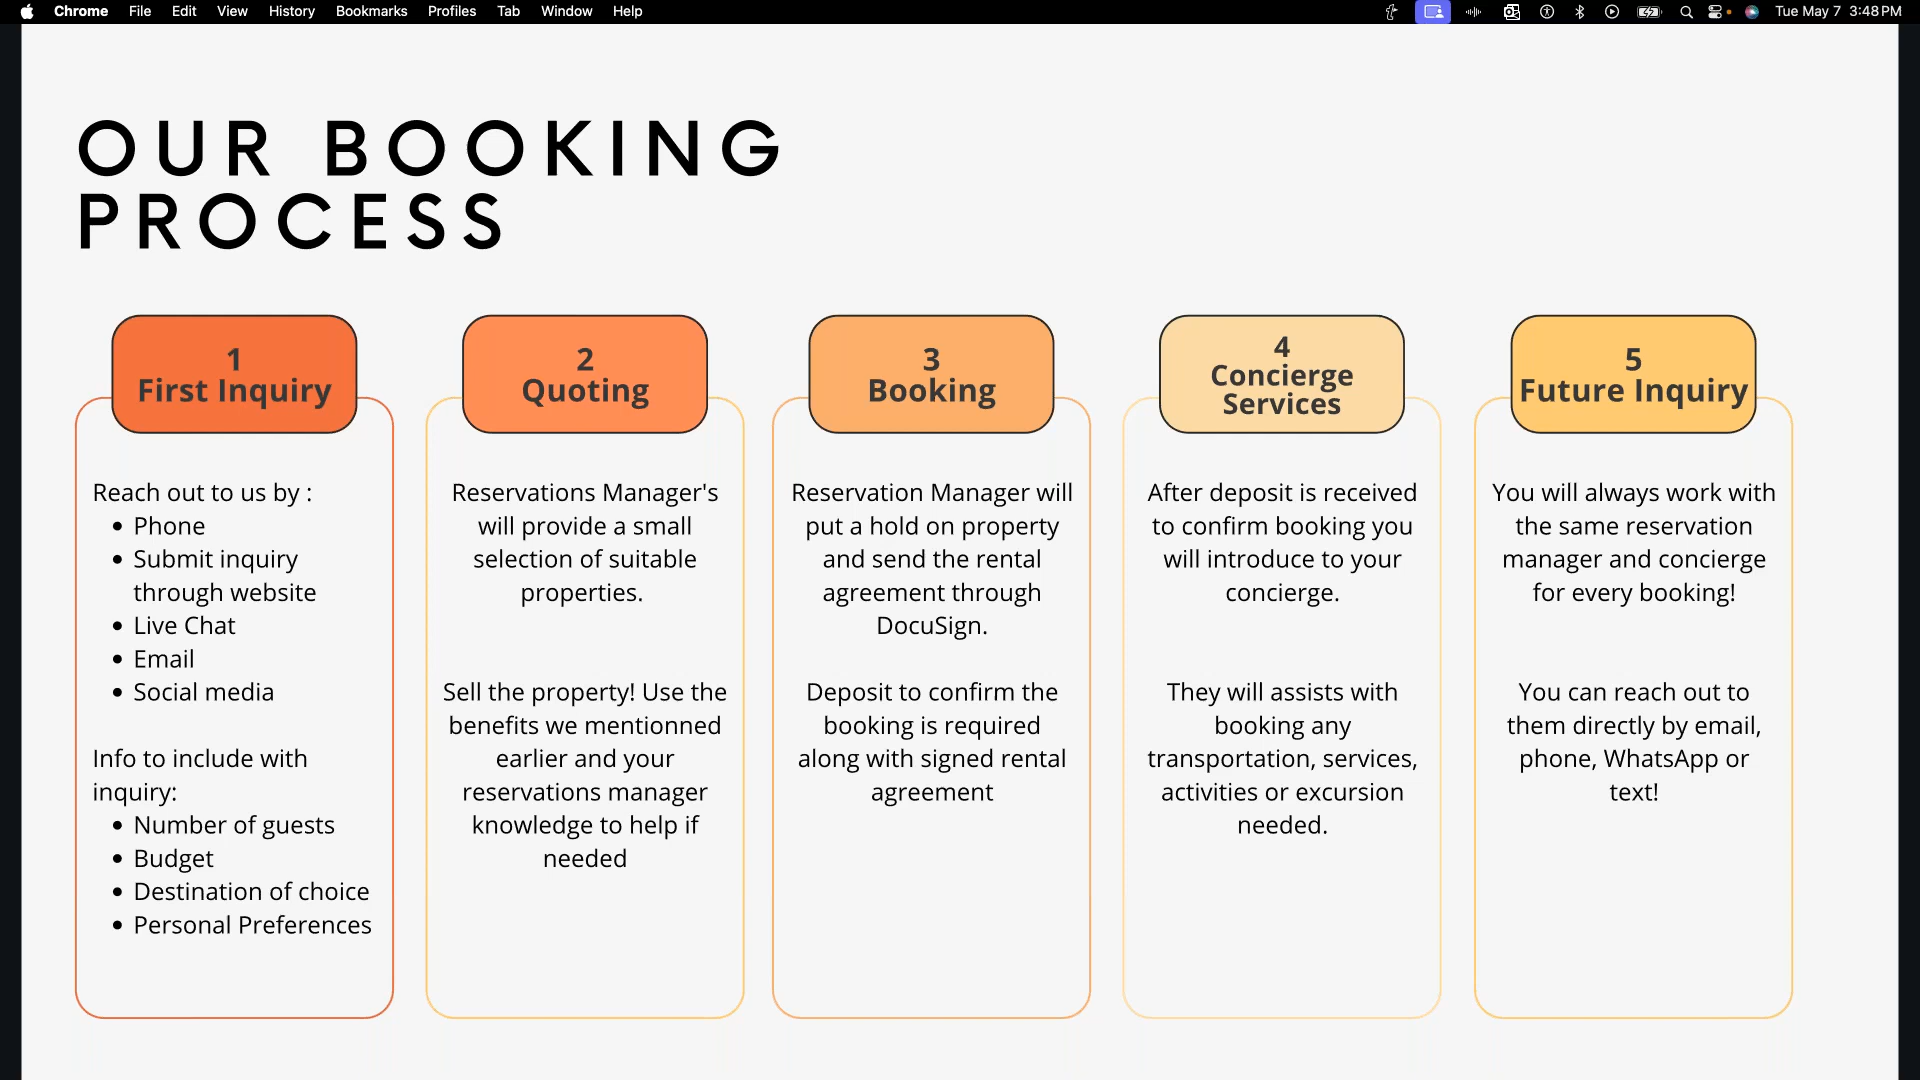 Chrome File Edit View History Bookmarks Profiles Tab Window Help Tue May 7 3:48 PM
OUR BOOKING
PROCESS
1
First Inquiry
Reach out to us by :
• Phone
• Submit inquiry
through website
• Live Chat
• Email
• Social media
Info to include with
inquiry:
• Number of guests
• Budget
• Destination of choice
• Personal Preferences
2
Quoting
Reservations Manager's
will provide a small
selection of suitable
properties.
Sell the property! Use the
benefits we mentionned
earlier and your
reservations manager
knowledge to help if
needed
3
Booking
Reservation Manager will
put a hold on property
and send the rental
agreement through
DocuSign.
Deposit to confirm the
booking is required
along with signed rental
agreement
4
Concierge
Services
After deposit is received
to confirm booking you
will introduce to your
concierge.
They will assists with
booking any
transportation, services,
activities or excursion
needed.
5
Future Inquiry
You will always work with
the same reservation
manager and concierge
for every booking!
You can reach out to
them directly by email,
phone, WhatsApp or
text!